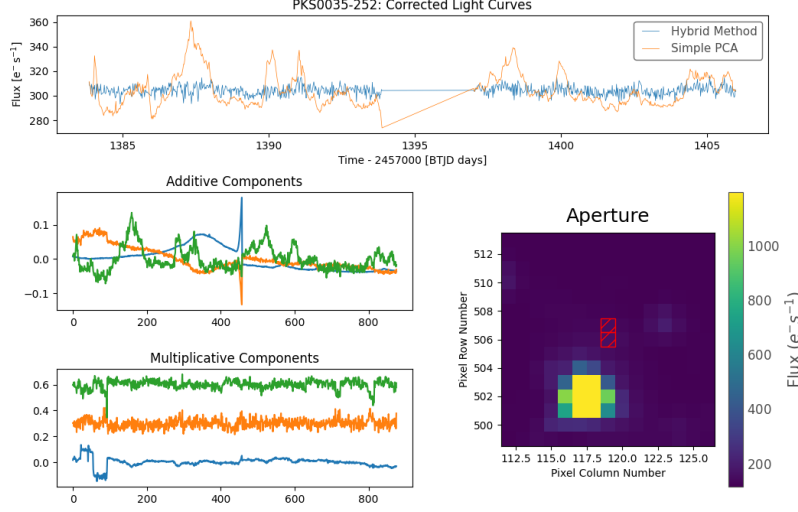 PKS0035-252: Corrected Light Curves
Flux [e⁻ s⁻¹]
360
340
320
300
280
Hybrid Method
Simple PCA
1385 1390 1395 1400 1405
Time - 2457000 [BTJD days]
Additive Components
0.1
0.0
−0.1
0 200 400 600 800
Multiplicative Components
0.6
0.4
0.2
0.0
0 200 400 600 800
Aperture
Pixel Row Number
512
510
508
506
504
502
500
112.5 115.0 117.5 120.0 122.5 125.0
Pixel Column Number
1000
800
600
400
200
Flux (e⁻s⁻¹)